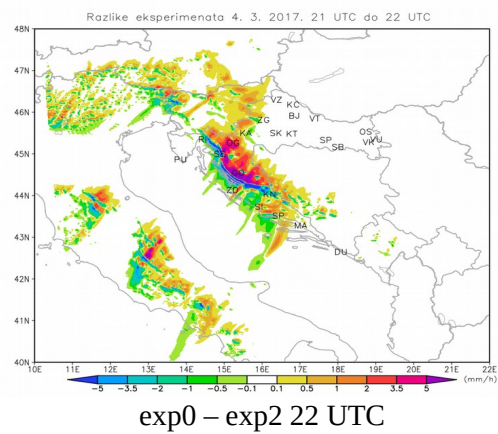 Razlike eksperimenata 4. 3. 2017. 21 UTC do 22 UTC
48N
47N
46N
45N
44N
43N
42N
41N
40N
VZ
KC
ZG
BJ
VT
RI
KA
SK
KT
OG
SP
OS
VK
VU
SB
PU
SE
GO
ZD
KN
SI
SP
MA
DU
10E 11E 12E 13E 14E 15E 16E 17E 18E 19E 20E 21E 22E
-5 -3.5 -2 -1 -0.5 -0.1 0.1 0.5 1 2 3.5 5 (mm/h)
exp0 – exp2 22 UTC